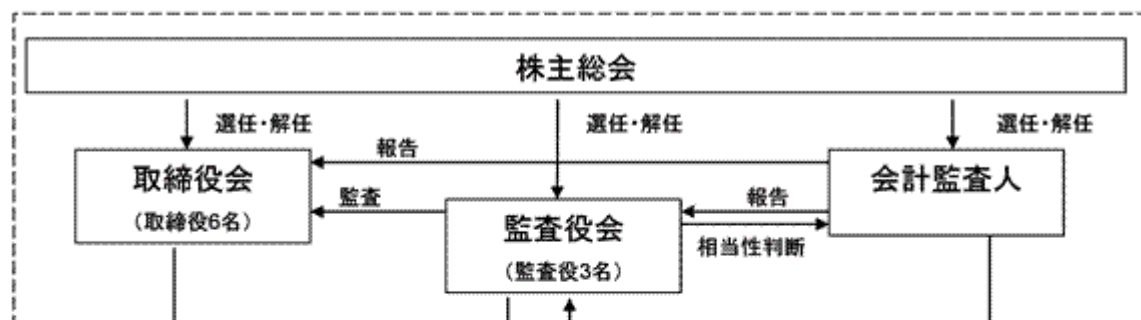 株主総会
選任・解任
選任・解任
選任・解任
報告
取締役会
(取締役6名)
会計監査人
監査
報告
監査役会
(監査役3名)
相当性判断